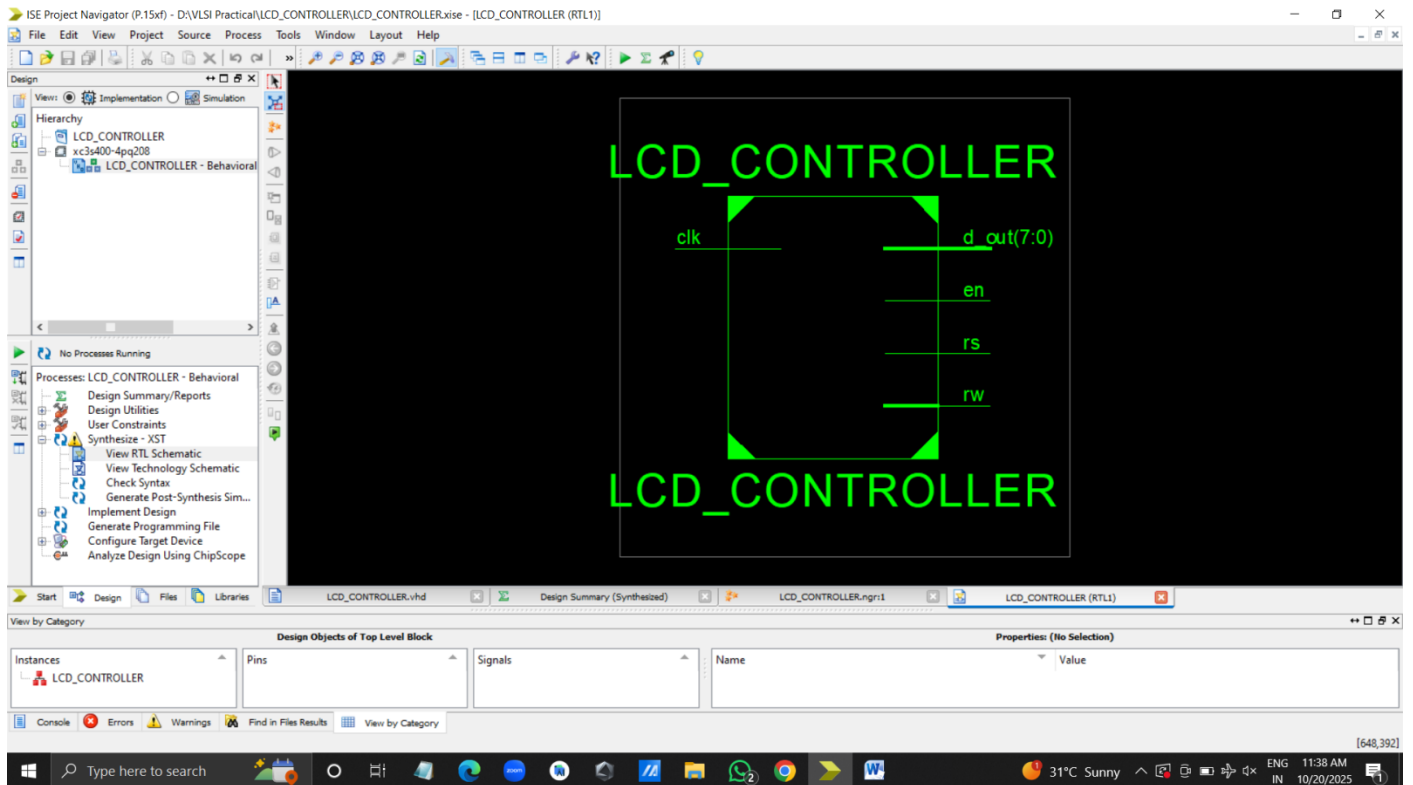 ISE Project Navigator (P.15xf) - D:\VLSI Practical\LCD_CONTROLLER\LCD_CONTROLLER.xise - [LCD_CONTROLLER (RTL1)]
File Edit View Project Source Process Tools Window Layout Help
Design
View: Implementation Simulation
Hierarchy
LCD_CONTROLLER
xc3s400-4pq208
LCD_CONTROLLER - Behavioral
No Processes Running
Processes: LCD_CONTROLLER - Behavioral
Design Summary/Reports
Design Utilities
User Constraints
Synthesize - XST
View RTL Schematic
View Technology Schematic
Check Syntax
Generate Post-Synthesis Sim...
Implement Design
Generate Programming File
Configure Target Device
Analyze Design Using ChipScope
Start Design Files Libraries
LCD_CONTROLLER
clk d_out(7:0)
en
rs
rw
LCD_CONTROLLER
LCD_CONTROLLER.vhd Design Summary (Synthesized) LCD_CONTROLLER.ngr:1 LCD_CONTROLLER (RTL1)
View by Category
Design Objects of Top Level Block Properties: (No Selection)
Instances Pins Signals Name Value
LCD_CONTROLLER
Console Errors Warnings Find in Files Results View by Category
[648,392]
Type here to search zoom 2 W 31°C Sunny ENG 11:38 AM
IN 10/20/2025 1